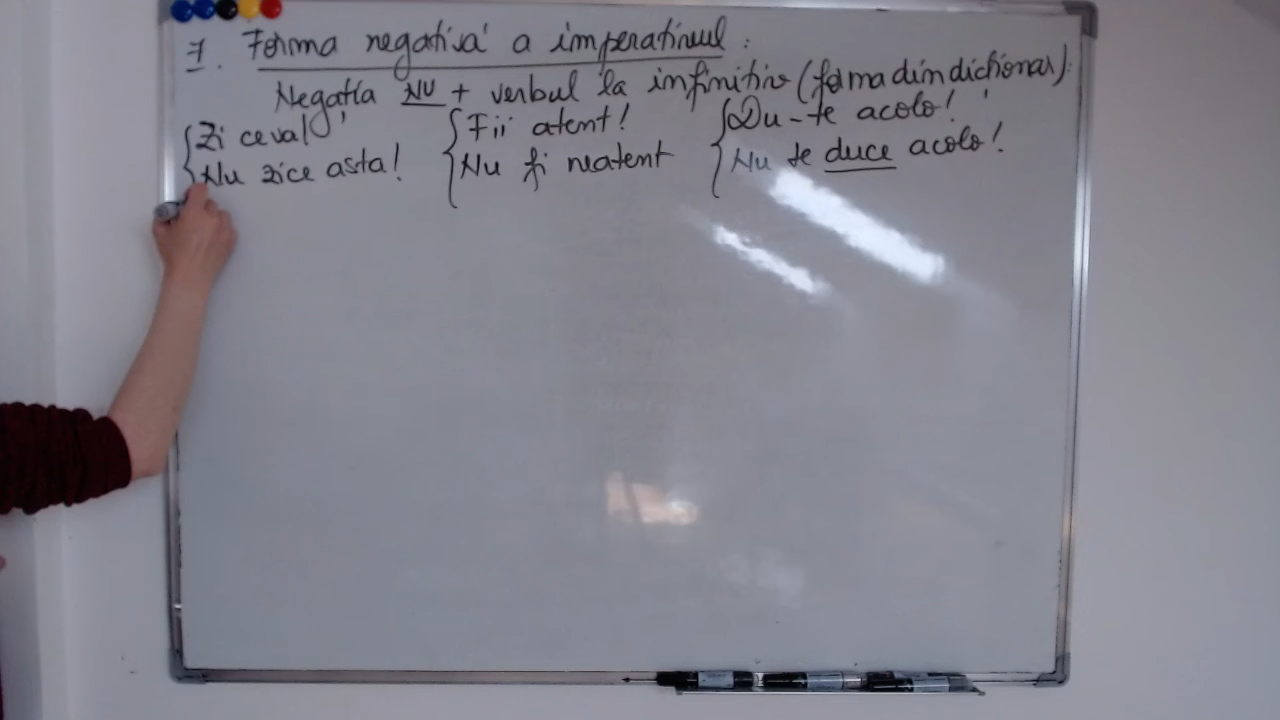 7. Forma negativă a imperativul:
Negația NU + verbul la infinitiv (forma din dicționar):
Zi ceva! Fii atent! Du-te acolo!
Nu zice asta! Nu fi neatent Nu te duce acolo!